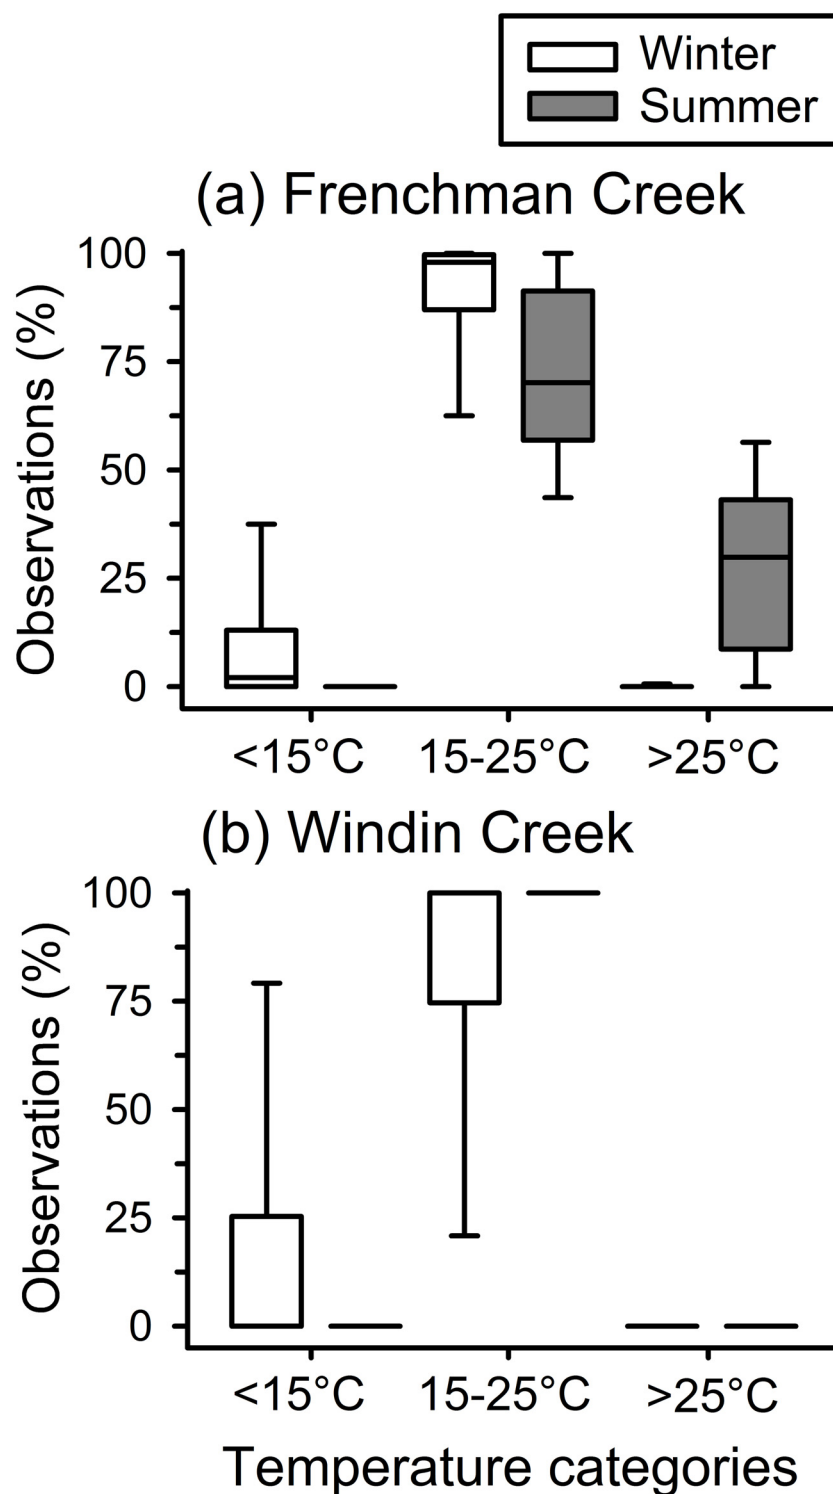 Winter
Summer
(a) Frenchman Creek
Observations (%)
100
75
50
25
0
<15°C 15-25°C >25°C
(b) Windin Creek
Observations (%)
100
75
50
25
0
<15°C 15-25°C >25°C
Temperature categories